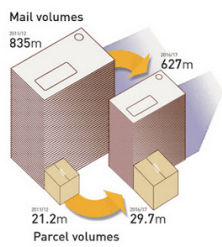 Mail volumes
2011/12
835m
2016/17
627m
2011/12
21.2m
2016/17
29.7m
Parcel volumes